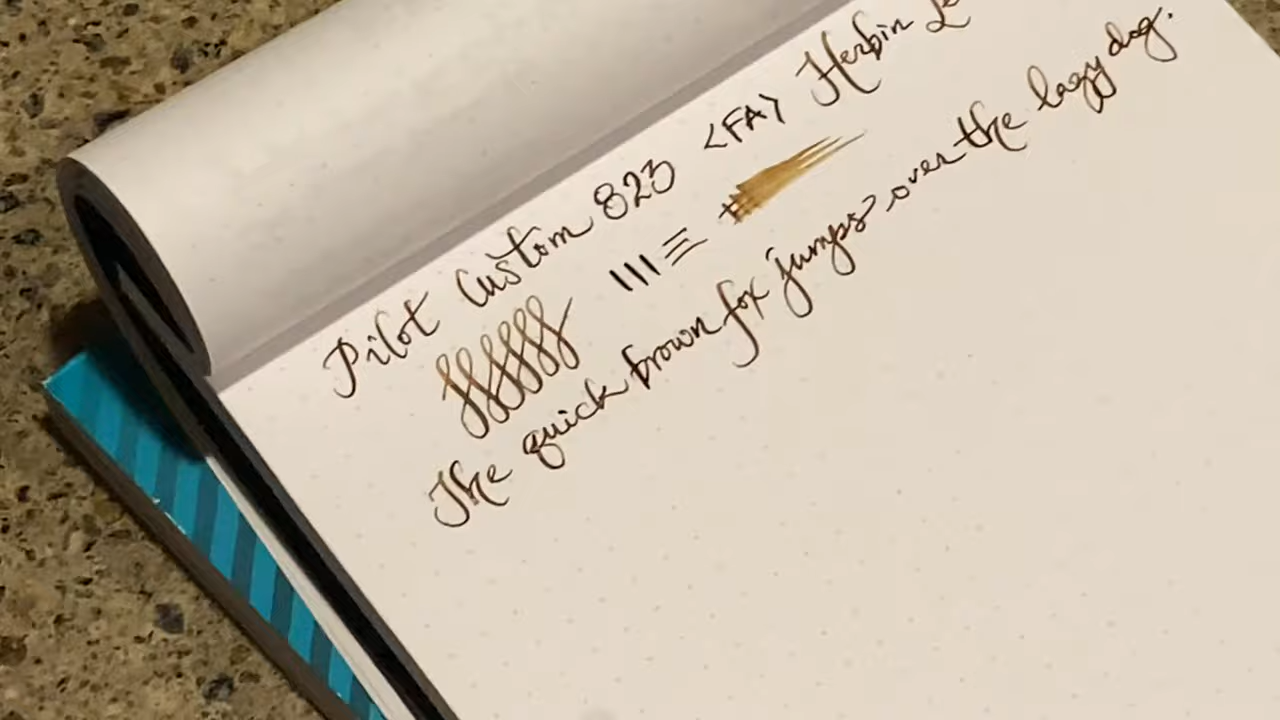 Pilot Custom 823 <FA> Herbin
The quick brown fox jumps over the lazy dog.